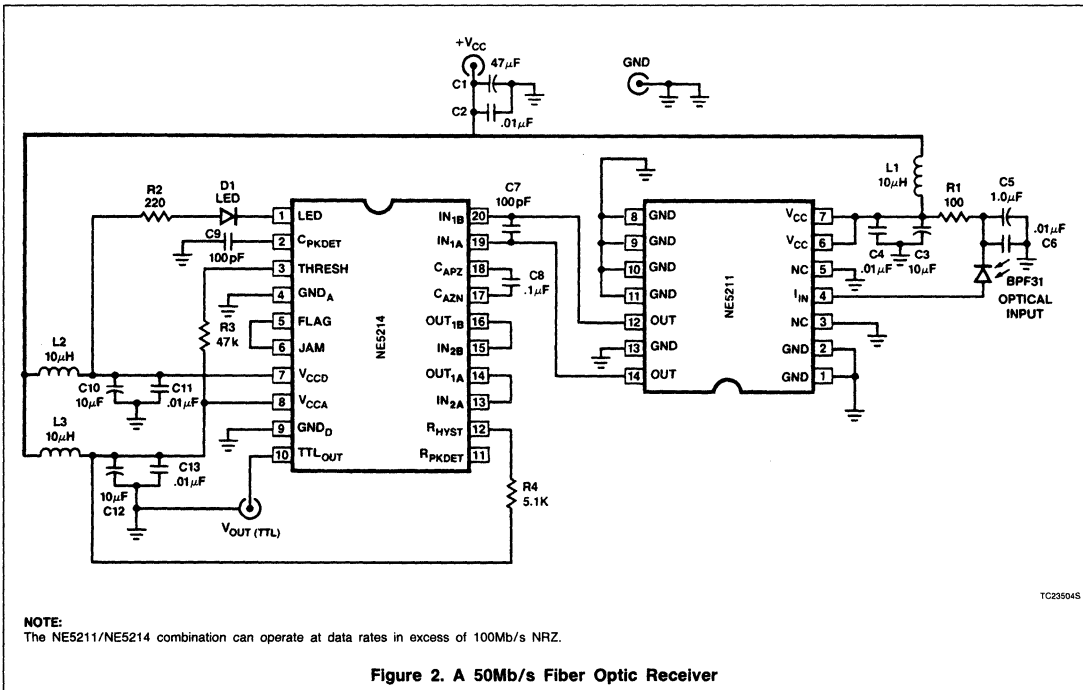 +VCC
47µF
C1
C2
.01µF
GND
L1
10µH
R1
100
C5
1.0µF
.01µF
C6
C4
.01µF
C3
10µF
BPF31
OPTICAL
INPUT
R2
220
D1
LED
C9
100pF
R3
47k
L2
10µH
C10
10µF
C11
.01µF
L3
10µH
C13
.01µF
10µF
C12
VOUT (TTL)
1 LED
2 CPKDET
3 THRESH
4 GNDA
5 FLAG
6 JAM
7 VCCD
8 VCCA
9 GNDD
10 TTLOUT
NE5214
IN1B 20
IN1A 19
CAPZ 18
CAZN 17
OUT1B 16
IN2B 15
OUT1A 14
IN2A 13
RHYST 12
RPKDET 11
C7
100pF
C8
.1µF
R4
5.1K
8 GND
9 GND
10 GND
11 GND
12 OUT
13 GND
14 OUT
NE5211
VCC 7
VCC 6
NC 5
IIN 4
NC 3
GND 2
GND 1
TC23504S
NOTE:
The NE5211/NE5214 combination can operate at data rates in excess of 100Mb/s NRZ.
Figure 2. A 50Mb/s Fiber Optic Receiver